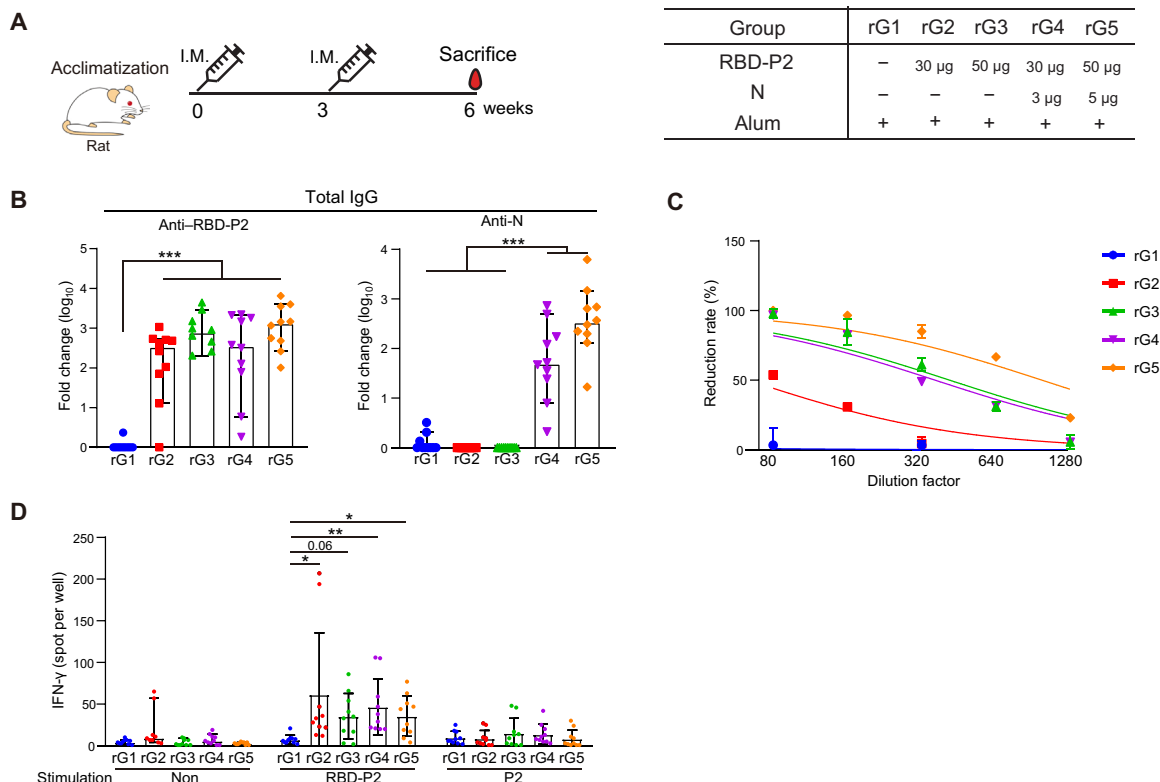 A
Acclimatization
Rat
I.M.
I.M.
Sacrifice
0
3
6 weeks
Group rG1 rG2 rG3 rG4 rG5
RBD-P2 – 30 µg 50 µg 30 µg 50 µg
N – – – 3 µg 5 µg
Alum + + + + +
B
Total IgG
Anti–RBD-P2
Fold change (log10)
5
4
3
2
1
0
***
rG1 rG2 rG3 rG4 rG5
Anti-N
Fold change (log10)
4
3
2
1
0
***
rG1 rG2 rG3 rG4 rG5
C
Reduction rate (%)
150
100
50
0
80 160 320 640 1280
Dilution factor
rG1
rG2
rG3
rG4
rG5
D
IFN-γ (spot per well)
250
200
150
100
50
0
*
**
0.06
*
rG1 rG2 rG3 rG4 rG5 rG1 rG2 rG3 rG4 rG5 rG1 rG2 rG3 rG4 rG5
Stimulation Non RBD-P2 P2